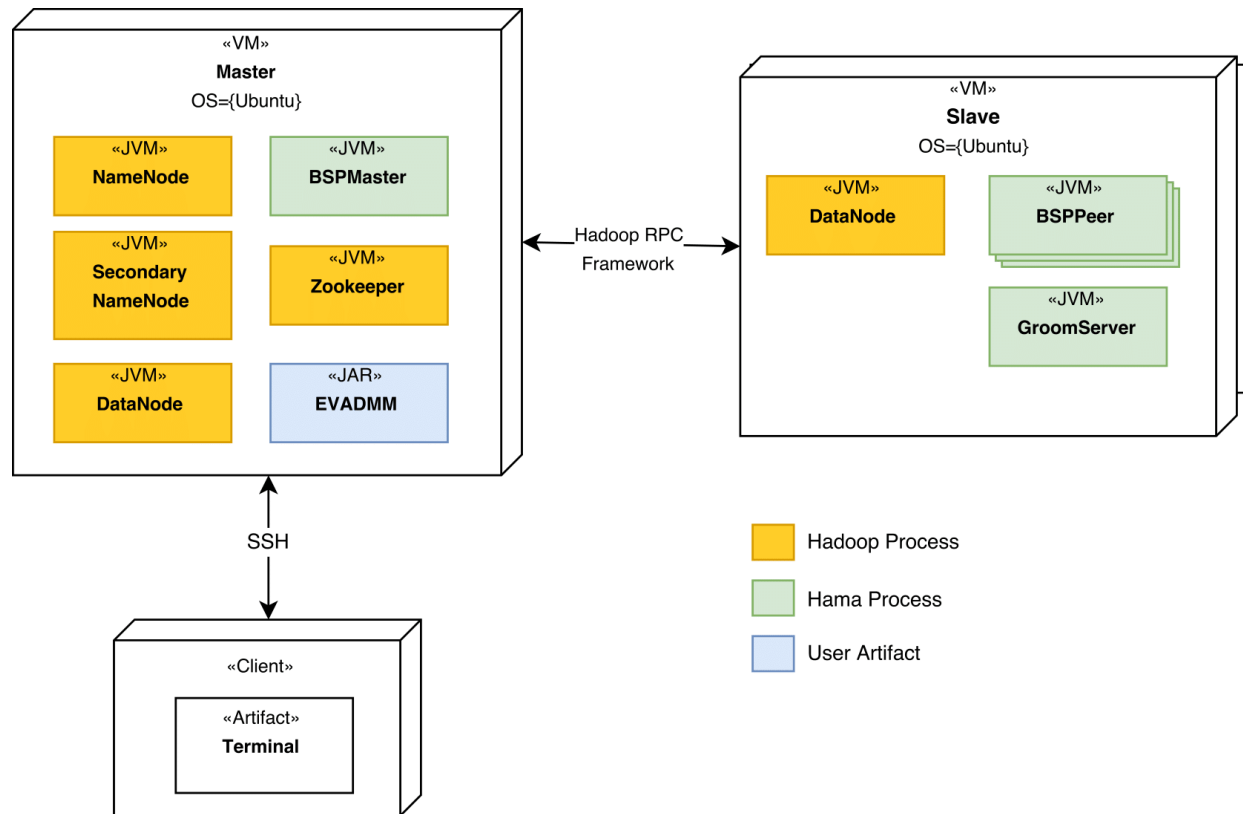 «VM»
Master
OS={Ubuntu}
«JVM»
NameNode
«JVM»
BSPMaster
«JVM»
Secondary
NameNode
«JVM»
Zookeeper
«JVM»
DataNode
«JAR»
EVADMM
Hadoop RPC
Framework
«VM»
Slave
OS={Ubuntu}
«JVM»
DataNode
«JVM»
BSPPeer
«JVM»
GroomServer
SSH
«Client»
«Artifact»
Terminal
Hadoop Process
Hama Process
User Artifact